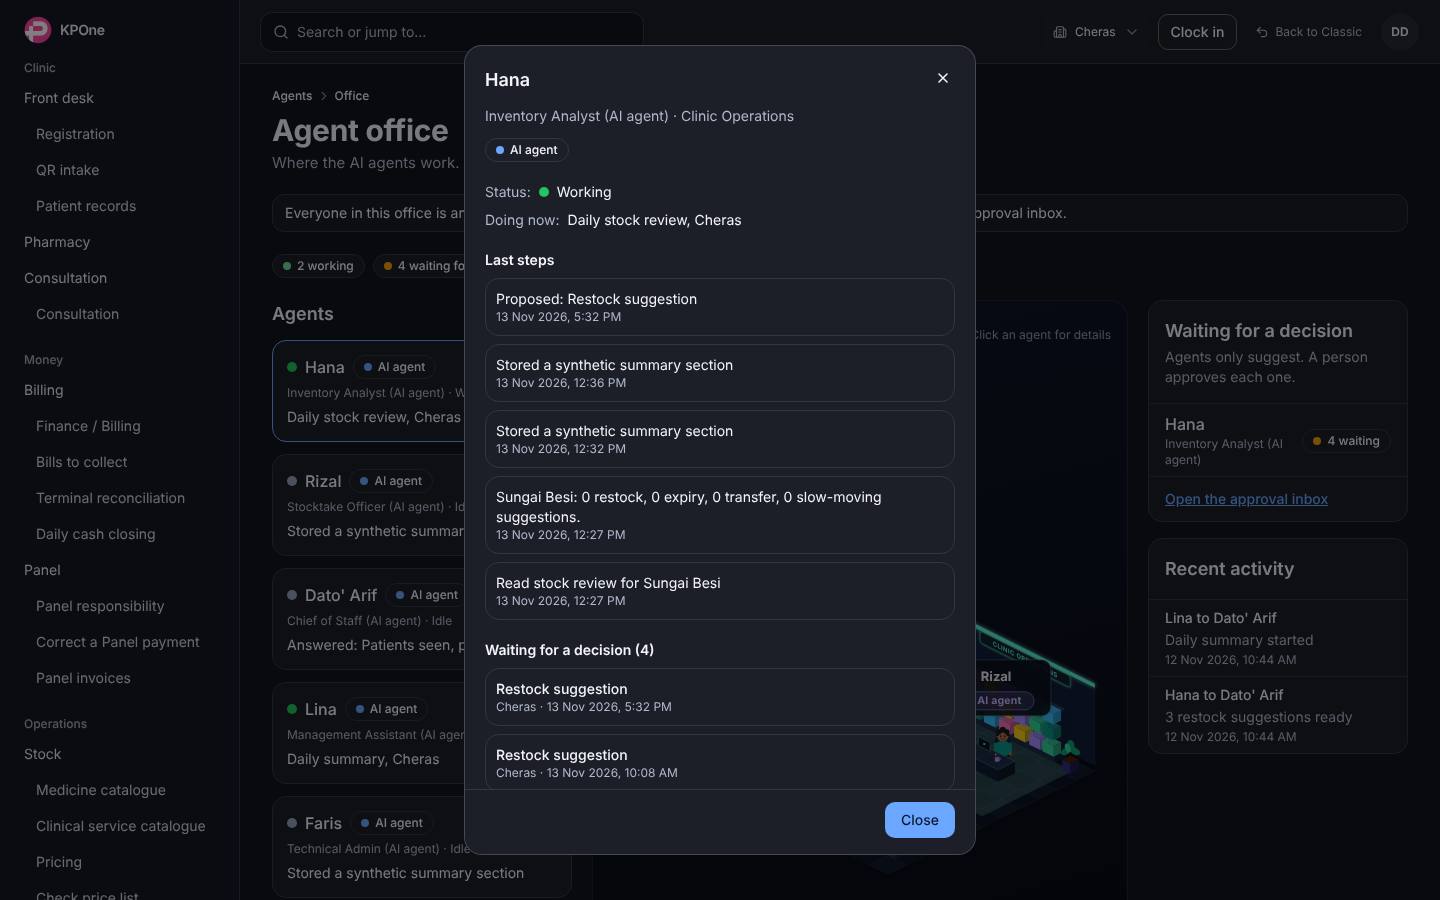 KPOne
Clinic
Front desk
Registration
QR intake
Patient records
Pharmacy
Consultation
Consultation
Money
Billing
Finance / Billing
Bills to collect
Terminal reconciliation
Daily cash closing
Panel
Panel responsibility
Correct a Panel payment
Panel invoices
Operations
Stock
Medicine catalogue
Clinical service catalogue
Pricing
Check price list
Search or jump to...
Cheras
Clock in
Back to Classic
DD
Agents > Office
Agent office
Where the AI agents work.
Everyone in this office is an
pproval inbox.
2 working
4 waiting fo
Agents
Hana AI agent
Inventory Analyst (AI agent) · W
Daily stock review, Cheras
Rizal AI agent
Stocktake Officer (AI agent) · Id
Stored a synthetic summar
Dato' Arif AI agent
Chief of Staff (AI agent) · Idle
Answered: Patients seen, p
Lina AI agent
Management Assistant (AI agen
Daily summary, Cheras
Faris AI agent
Technical Admin (AI agent) · Idle
Stored a synthetic summary section
Hana
Inventory Analyst (AI agent) · Clinic Operations
AI agent
Status: Working
Doing now: Daily stock review, Cheras
Last steps
Proposed: Restock suggestion
13 Nov 2026, 5:32 PM
Stored a synthetic summary section
13 Nov 2026, 12:36 PM
Stored a synthetic summary section
13 Nov 2026, 12:32 PM
Sungai Besi: 0 restock, 0 expiry, 0 transfer, 0 slow-moving
suggestions.
13 Nov 2026, 12:27 PM
Read stock review for Sungai Besi
13 Nov 2026, 12:27 PM
Waiting for a decision (4)
Restock suggestion
Cheras · 13 Nov 2026, 5:32 PM
Restock suggestion
Cheras · 13 Nov 2026, 10:08 AM
Close
Click an agent for details
Rizal
AI agent
Waiting for a decision
Agents only suggest. A person
approves each one.
Hana
Inventory Analyst (AI
agent)
4 waiting
Open the approval inbox
Recent activity
Lina to Dato' Arif
Daily summary started
12 Nov 2026, 10:44 AM
Hana to Dato' Arif
3 restock suggestions ready
12 Nov 2026, 10:44 AM